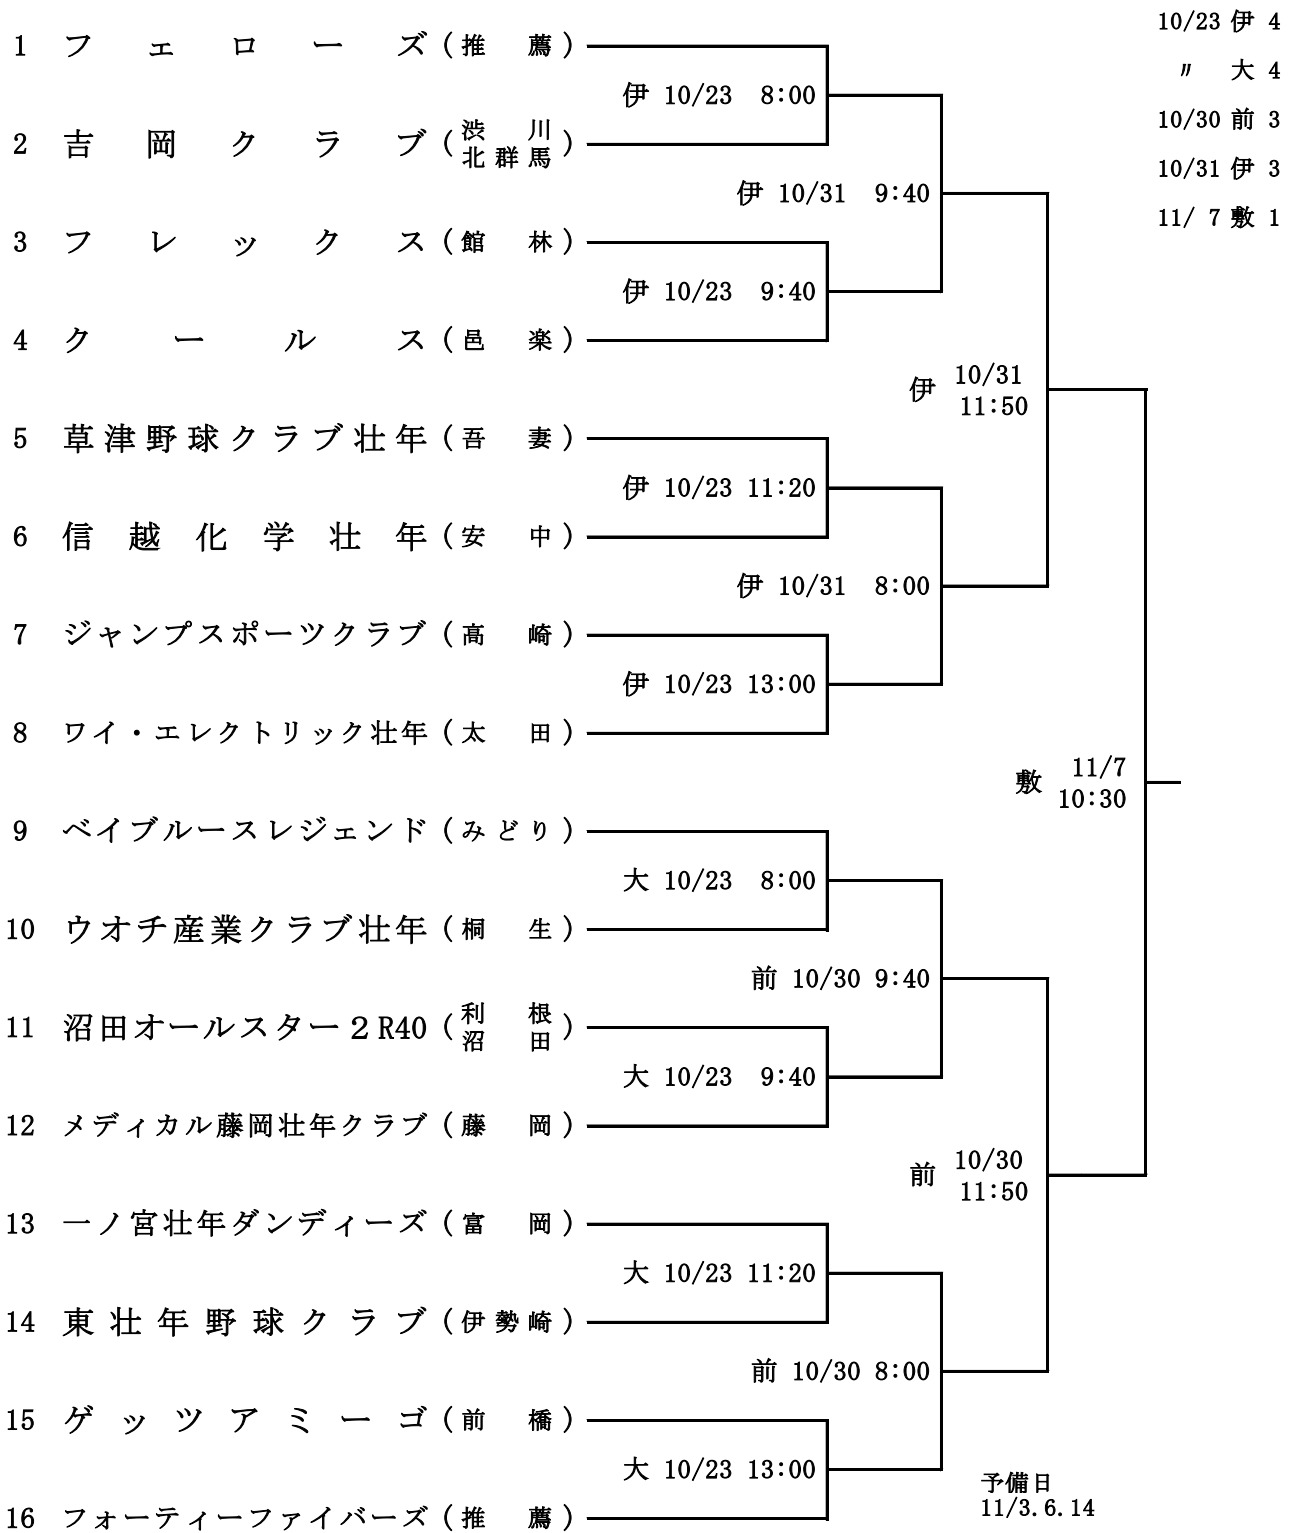 10/23 伊 4
〃 大 4
10/30 前 3
10/31 伊 3
11/ 7 敷 1
1 フェローズ (推薦)
伊 10/23 8:00
2 吉岡クラブ (渋川北群馬)
伊 10/31 9:40
3 フレックス (館林)
伊 10/23 9:40
4 クールス (邑楽)
伊 10/31 11:50
5 草津野球クラブ壮年 (吾妻)
伊 10/23 11:20
6 信越化学壮年 (安中)
伊 10/31 8:00
7 ジャンプスポーツクラブ (高崎)
伊 10/23 13:00
8 ワイ・エレクトリック壮年 (太田)
敷 11/7 10:30
9 ベイブルースレジェンド (みどり)
大 10/23 8:00
10 ウオチ産業クラブ壮年 (桐生)
前 10/30 9:40
11 沼田オールスター２R40 (利根沼田)
大 10/23 9:40
12 メディカル藤岡壮年クラブ (藤岡)
前 10/30 11:50
13 一ノ宮壮年ダンディーズ (富岡)
大 10/23 11:20
14 東壮年野球クラブ (伊勢崎)
前 10/30 8:00
15 ゲッツアミーゴ (前橋)
大 10/23 13:00
16 フォーティーファイバーズ (推薦)
予備日
11/3.6.14